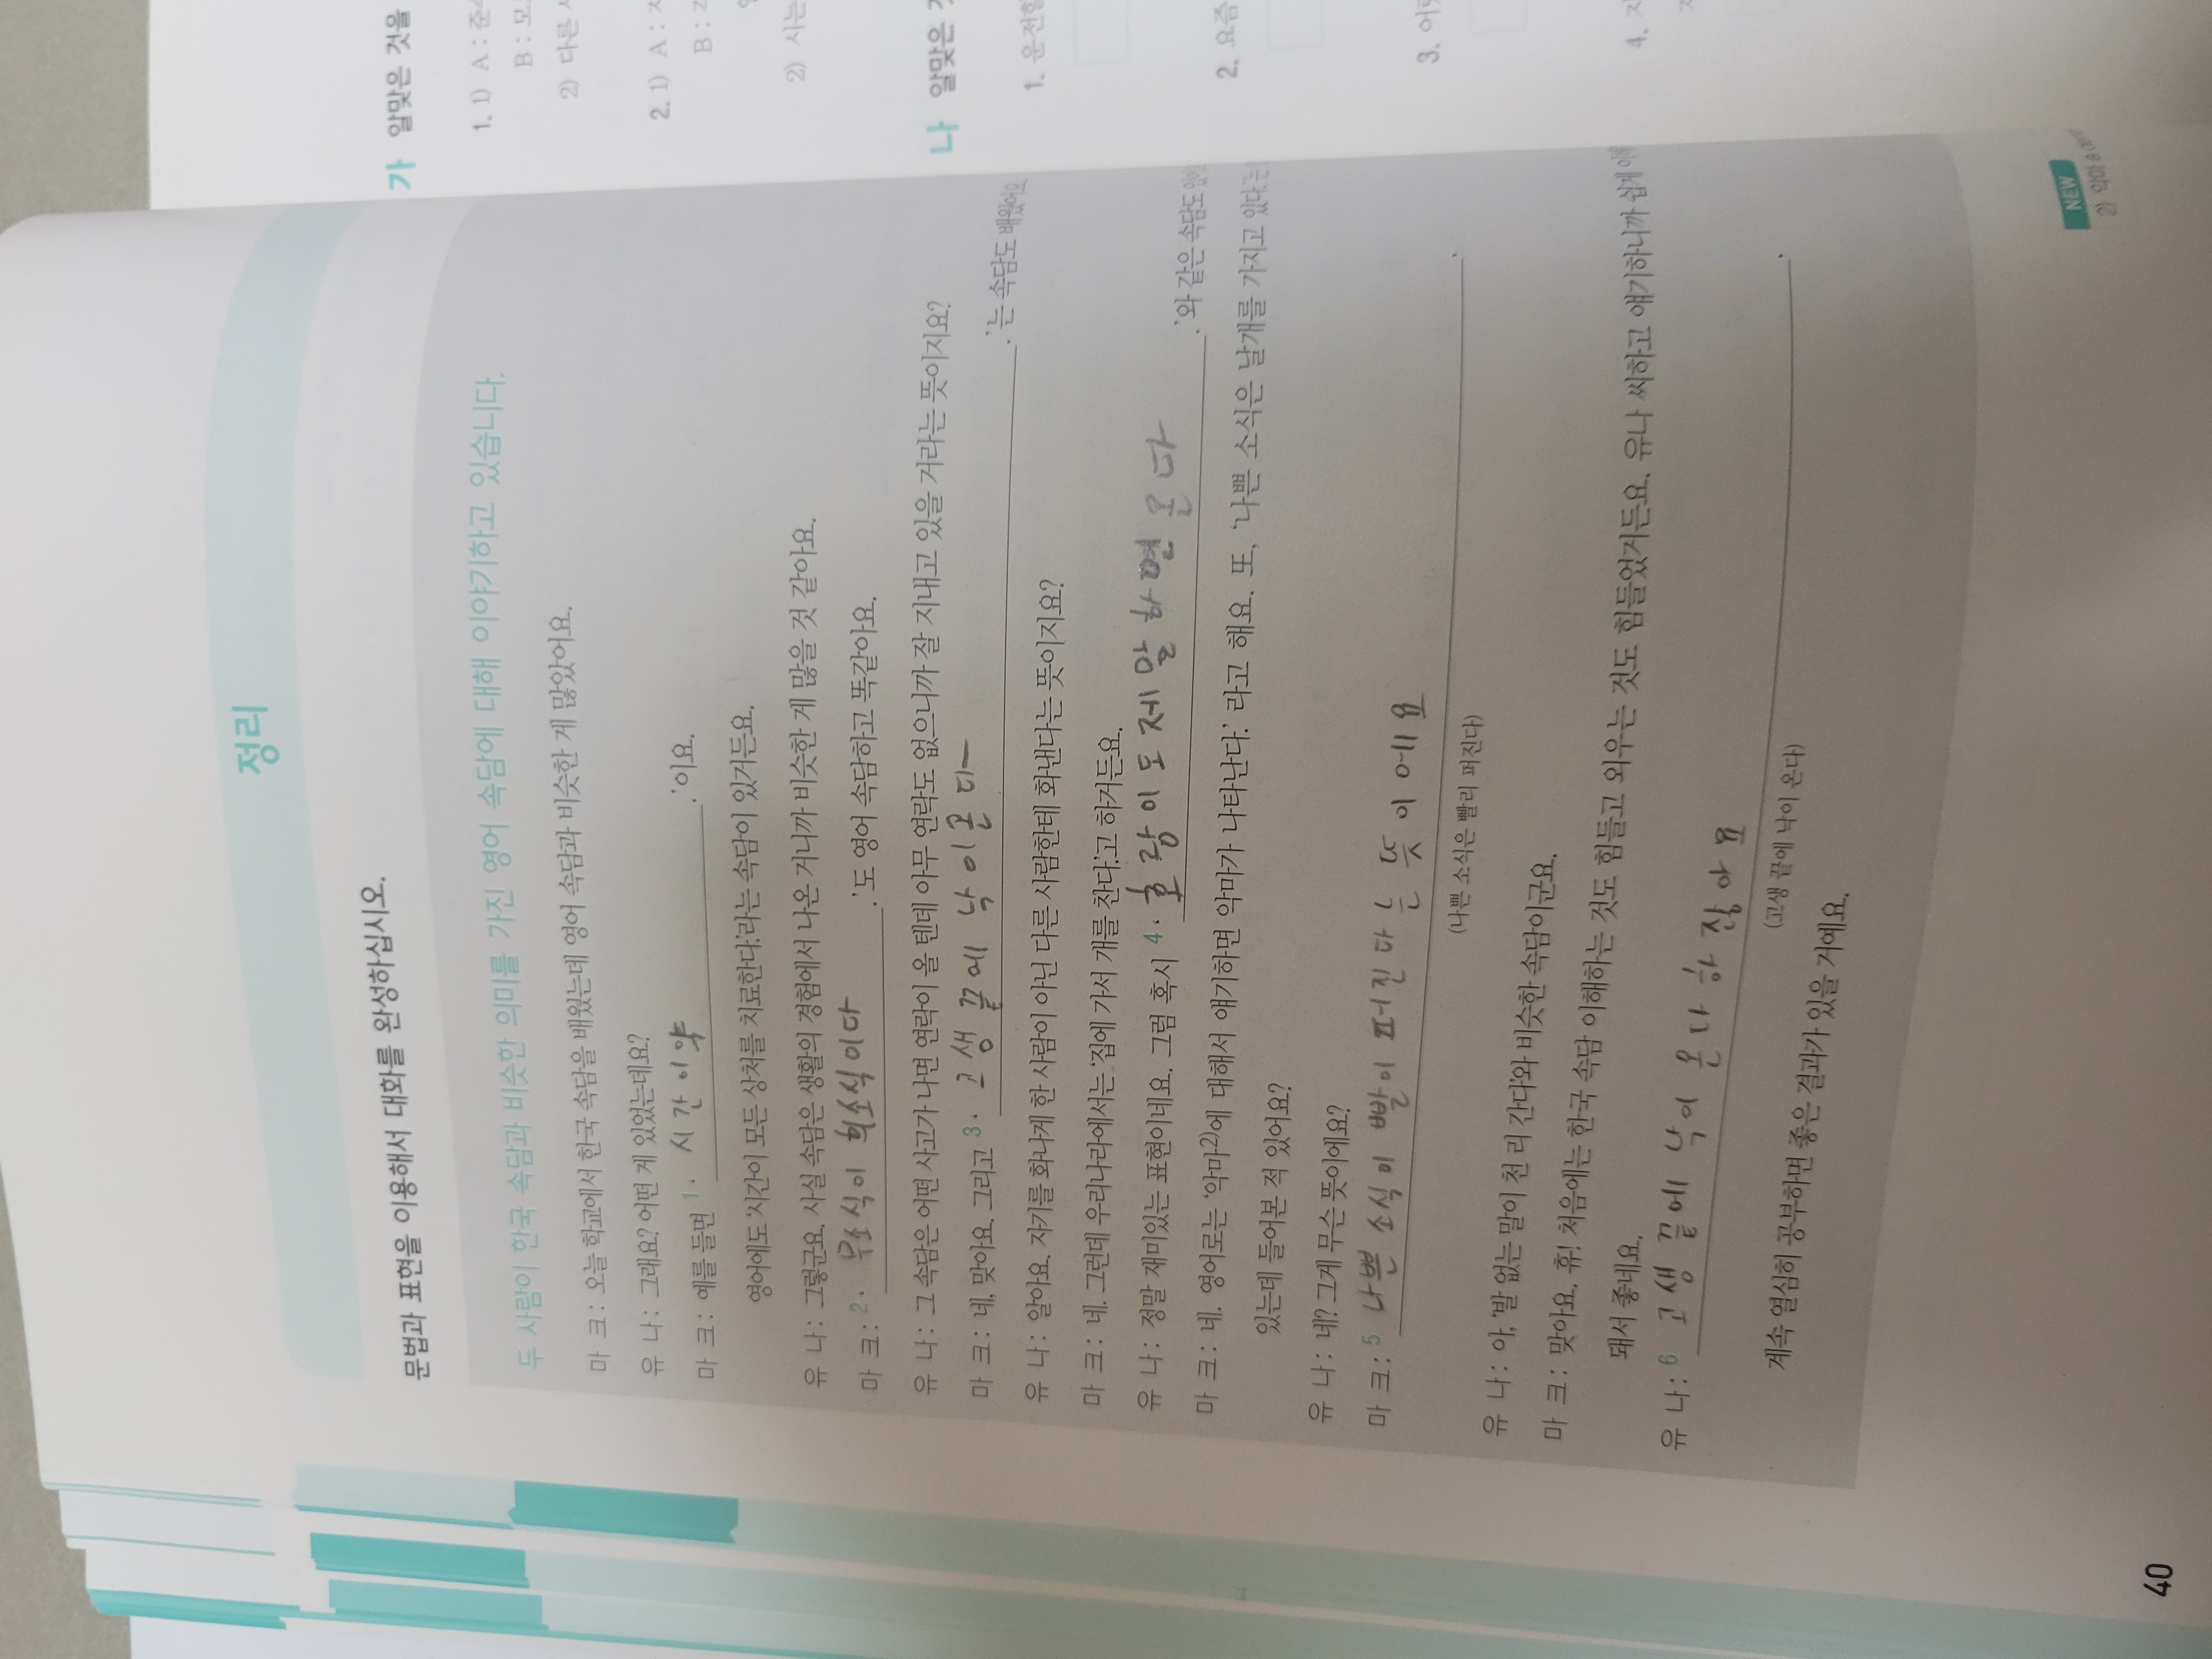 정리
문법과 표현을 이용해서 대화를 완성하십시오.
두 사람이 한국 속담과 비슷한 의미를 가진 영어 속담에 대해 이야기하고 있습니다.
마 크: 오늘 학교에서 한국 속담을 배웠는데 영어 속담과 비슷한 게 많았어요.
유 나: 그래요? 어떤 게 있었는데요?
마 크: 예를 들면 1. 시간이 약 .'이요.
영어에도 '시간이 모든 상처를 치료한다.'라는 속담이 있거든요.
유 나: 그렇군요. 사실 속담은 생활의 경험에서 나온 거니까 비슷한 게 많을 것 같아요.
마 크: 2. 무소식이 희소식이다 .'도 영어 속담하고 똑같아요.
유 나: 그 속담은 어떤 사고가 나면 연락이 올 텐데 아무 연락도 없으니까 잘 지내고 있을 거라는 뜻이지요?
마 크: 네, 맞아요. 그리고 3. 고생 끝에 낙이 온다 .'는 속담도 배웠어요
유 나: 알아요. 자기를 화나게 한 사람이 아닌 다른 사람한테 화낸다는 뜻이지요?
마 크: 네. 그런데 우리나라에서는 '집에 가서 개를 찬다.'고 하거든요.
유 나: 정말 재미있는 표현이네요. 그럼 혹시 4. 호랑이도 제 말 하면 온다 .'와 같은 속담도
마 크: 네. 영어로는 '악마2)에 대해서 얘기하면 악마가 나타난다.' 라고 해요. 또, '나쁜 소식은 날개를 가지고 있다.'는
있는데 들어본 적 있어요?
유 나: 네? 그게 무슨 뜻이에요?
마 크: 5 나쁜 소식이 빨이 퍼진다는 뜻이에요 .
(나쁜 소식은 빨리 퍼진다)
유 나: 아, '발 없는 말이 천 리 간다'와 비슷한 속담이군요.
마 크: 맞아요. 휴! 처음에는 한국 속담 이해하는 것도 힘들고 외우는 것도 힘들었거든요. 유나 씨하고 얘기하니까 쉽게
돼서 좋네요.
유 나: 6 고생 끝에 낙이 온다 하잖아요 .
(고생 끝에 낙이 온다)
계속 열심히 공부하면 좋은 결과가 있을 거예요.
NEW
2) 악마
40
가 알맞은 것을
1. 1) A :
B :
2) 다른
2. 1) A :
B :
2) 사는
나 알맞은
1. 운전
2. 요즘
3.
4.